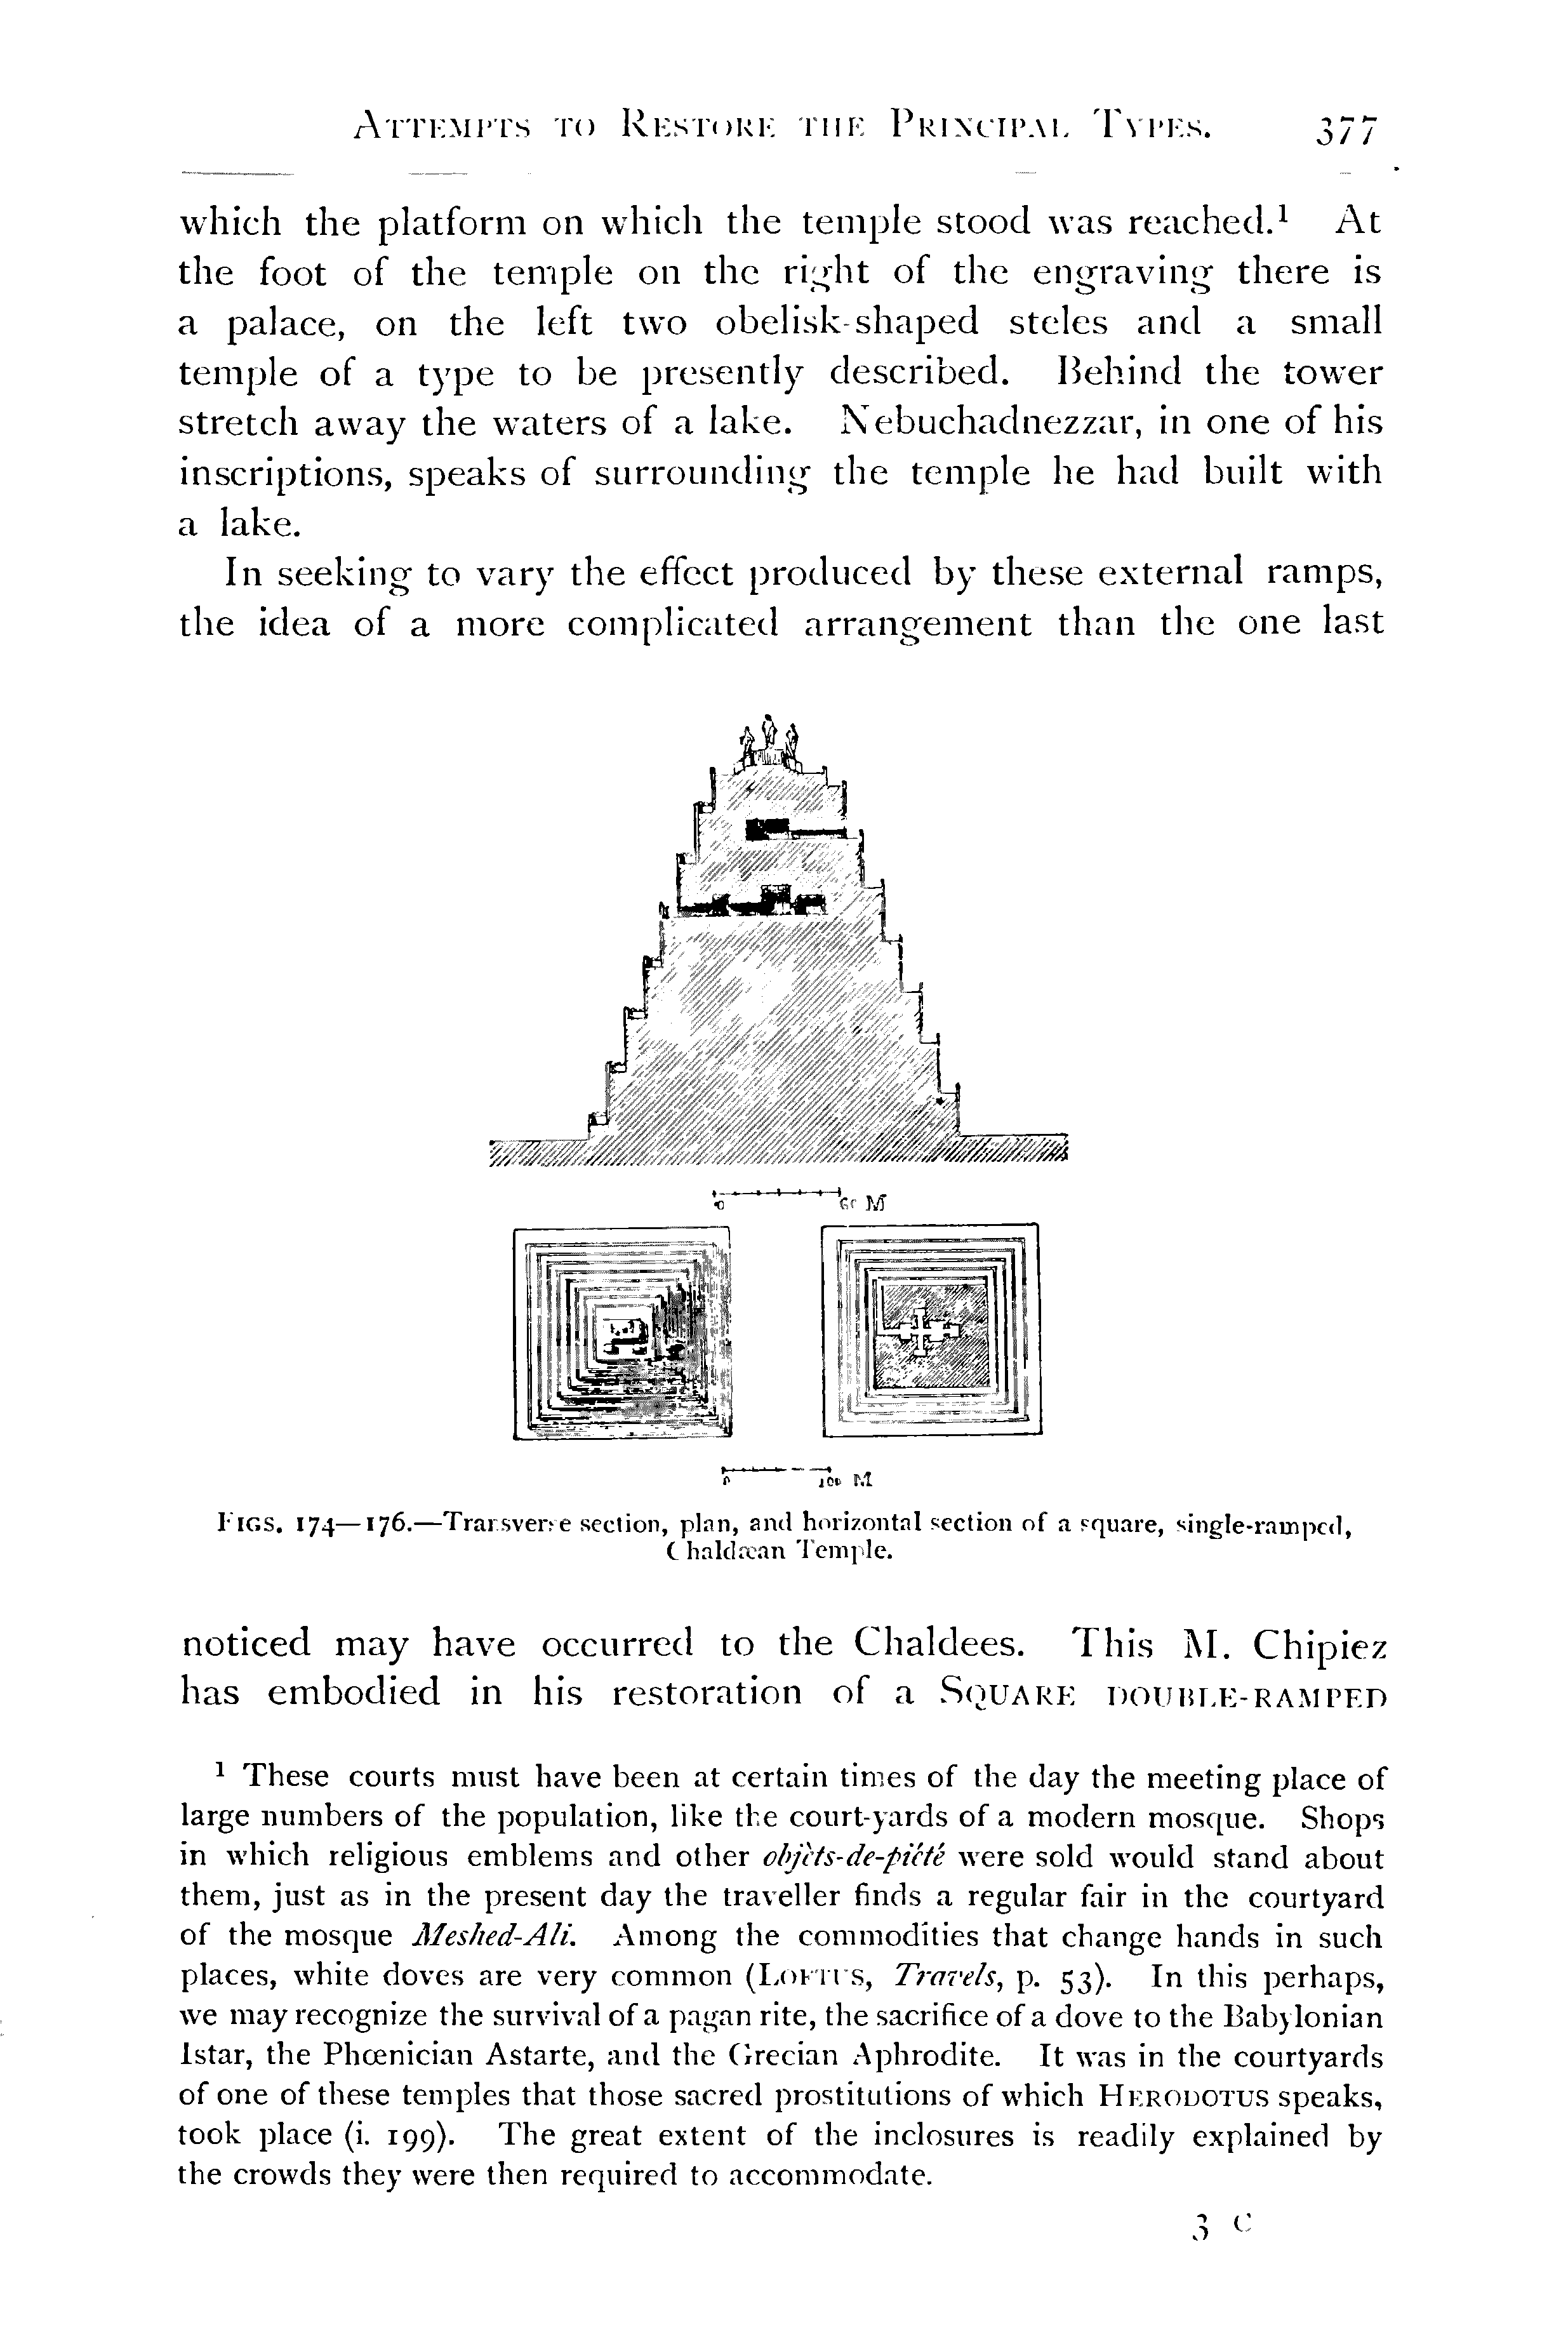 Attempts to Restore the Principal Types. 377
which the platform on which the temple stood was reached.¹ At
the foot of the temple on the right of the engraving there is
a palace, on the left two obelisk-shaped steles and a small
temple of a type to be presently described. Behind the tower
stretch away the waters of a lake. Nebuchadnezzar, in one of his
inscriptions, speaks of surrounding the temple he had built with
a lake.
In seeking to vary the effect produced by these external ramps,
the idea of a more complicated arrangement than the one last
0 M
0 100 M
Figs. 174—176.—Transverse section, plan, and horizontal section of a square, single-ramped,
Chaldæan Temple.
noticed may have occurred to the Chaldees. This M. Chipiez
has embodied in his restoration of a Square double-ramped
¹ These courts must have been at certain times of the day the meeting place of
large numbers of the population, like the court-yards of a modern mosque. Shops
in which religious emblems and other objets-de-piété were sold would stand about
them, just as in the present day the traveller finds a regular fair in the courtyard
of the mosque Meshed-Ali. Among the commodities that change hands in such
places, white doves are very common (Loftus, Travels, p. 53). In this perhaps,
we may recognize the survival of a pagan rite, the sacrifice of a dove to the Babylonian
Istar, the Phœnician Astarte, and the Grecian Aphrodite. It was in the courtyards
of one of these temples that those sacred prostitutions of which Herodotus speaks,
took place (i. 199). The great extent of the inclosures is readily explained by
the crowds they were then required to accommodate.
3 C